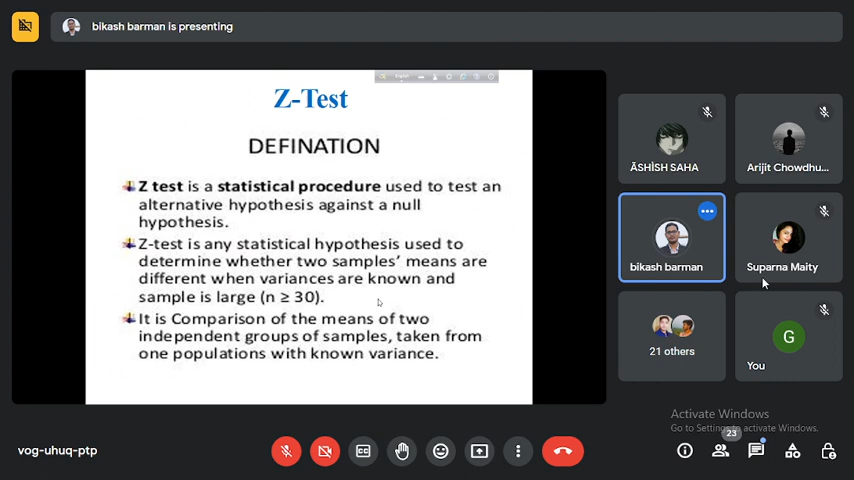 bikash barman is presenting
English
Z-Test
DEFINATION
Z test is a statistical procedure used to test an
alternative hypothesis against a null
hypothesis.
Z-test is any statistical hypothesis used to
determine whether two samples' means are
different when variances are known and
sample is large (n ≥ 30).
It is Comparison of the means of two
independent groups of samples, taken from
one populations with known variance.
ĀSHÌSH SAHA
Arijit Chowdhu...
bikash barman
Suparna Maity
21 others
G
You
Activate Windows
Go to Settings to activate Windows.
vog-uhuq-ptp
CC
23